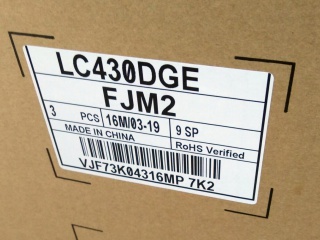 LC430DGE
FJM2
3 PCS 16M/03-19 9 SP
MADE IN CHINA RoHS Verified
VJF73K04316MP 7K2